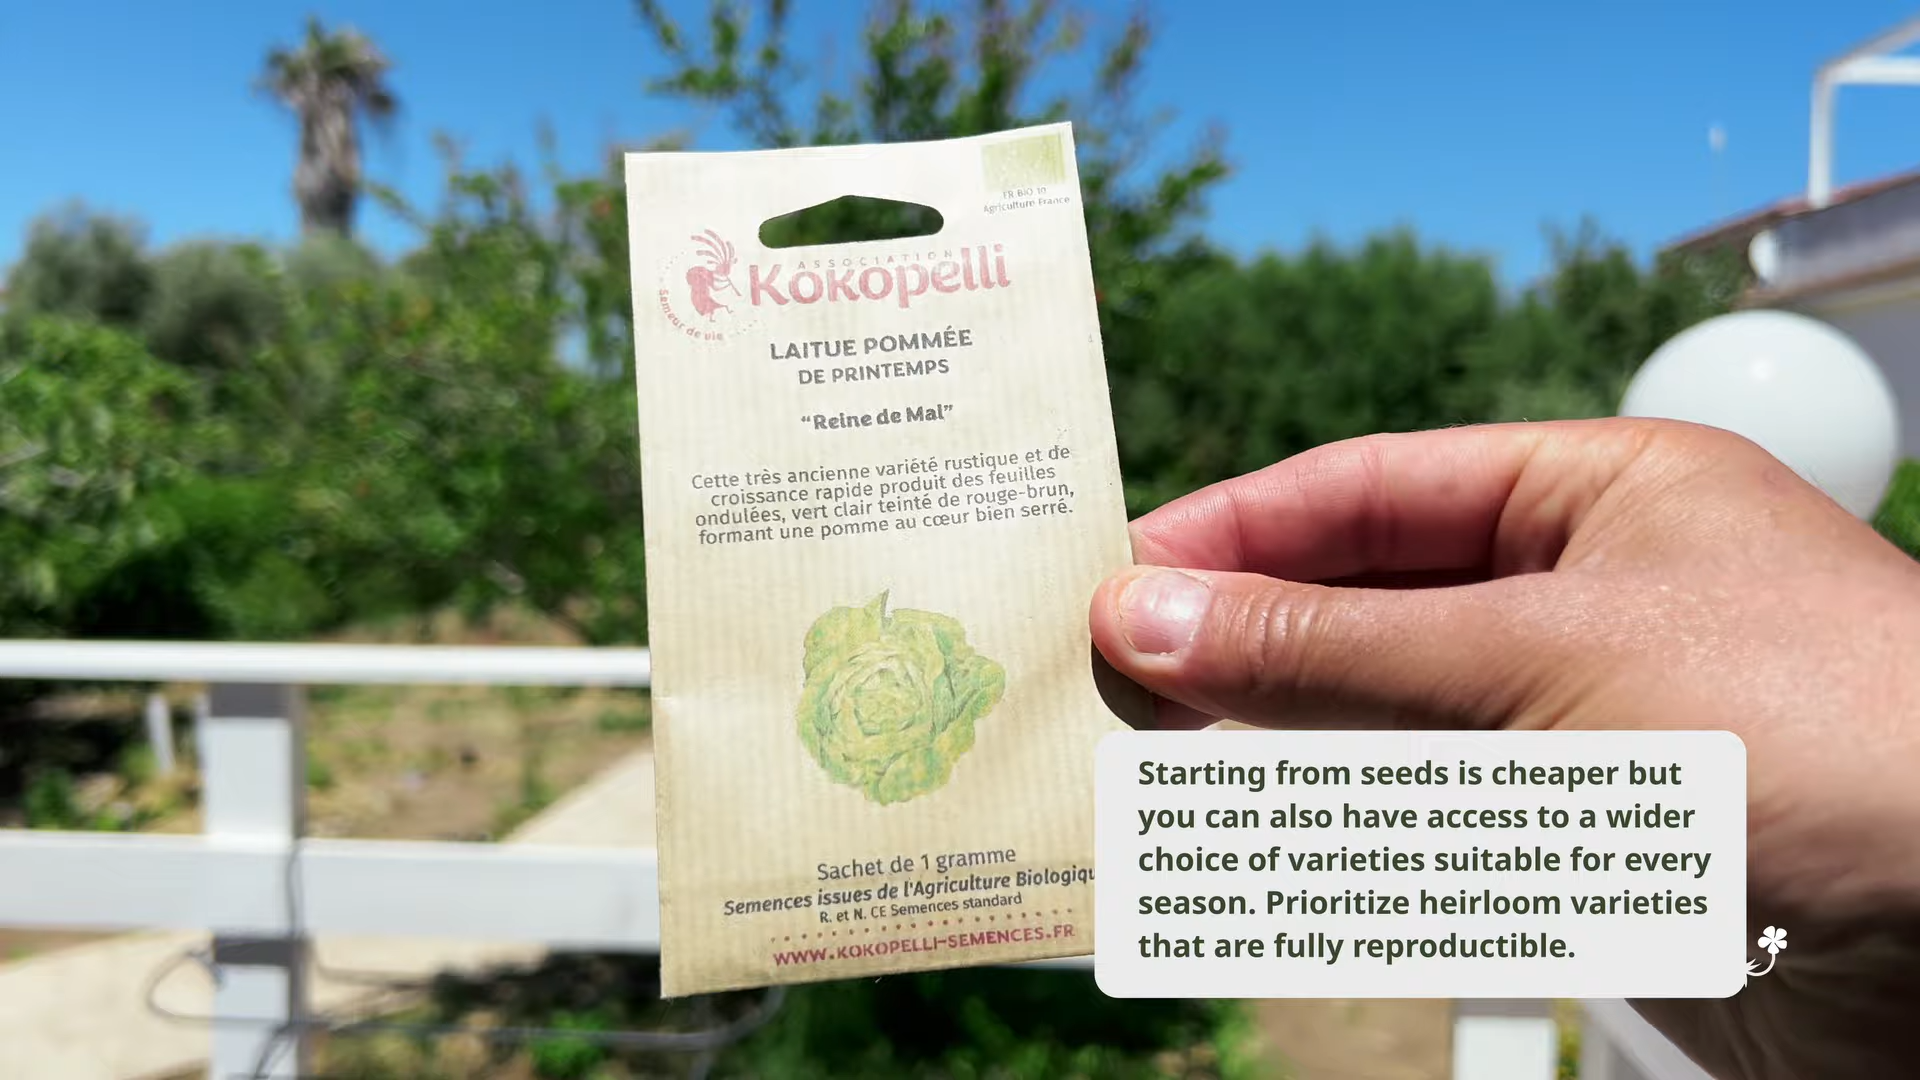 FR BIO 10
Agriculture France
ASSOCIATION
Kokopelli
Semeur de vie
LAITUE POMMÉE
DE PRINTEMPS
“Reine de Mai”
Cette très ancienne variété rustique et de
croissance rapide produit des feuilles
ondulées, vert clair teinté de rouge-brun,
formant une pomme au cœur bien serré.
Sachet de 1 gramme
Semences issues de l'Agriculture Biologiqu
R. et N. CE Semences standard
WWW.KOKOPELLI-SEMENCES.FR
Starting from seeds is cheaper but
you can also have access to a wider
choice of varieties suitable for every
season. Prioritize heirloom varieties
that are fully reproductible.